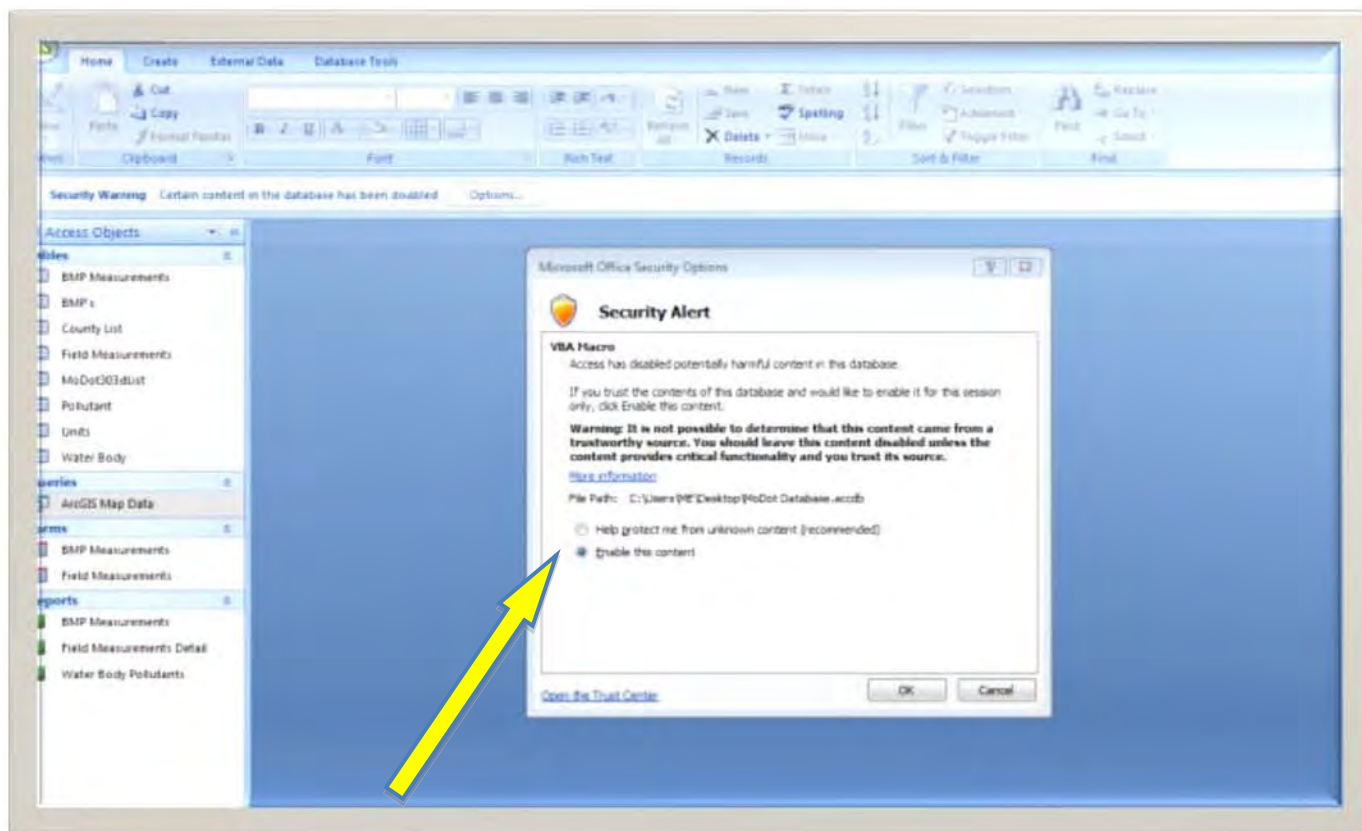 Home Create External Data Database Tools
Cut
Copy
Format Painter
Paste
Clipboard
Font
Rich Text
New
Save
Delete
Totals
Spelling
More
Records
Filter
Selection
Advanced
Toggle Filter
Sort & Filter
Find
Replace
Go To
Select
Find
Security Warning Certain content in the database has been disabled Options...
Access Objects
BMP Measurements
BMP's
County List
Field Measurements
MoDot303dList
Pollutant
Units
Water Body
ArcGIS Map Data
BMP Measurements
Field Measurements
BMP Measurements
Field Measurements Detail
Water Body Pollutants
Microsoft Office Security Options
Security Alert
VBA Macro
Access has disabled potentially harmful content in this database.
If you trust the contents of this database and would like to enable it for this session
only, click Enable this content.
Warning: It is not possible to determine that this content came from a
trustworthy source. You should leave this content disabled unless the
content provides critical functionality and you trust its source.
More information
File Path: C:\Users\ME\Desktop\MoDot Database.accdb
Help protect me from unknown content (recommended)
Enable this content
Open the Trust Center
OK Cancel